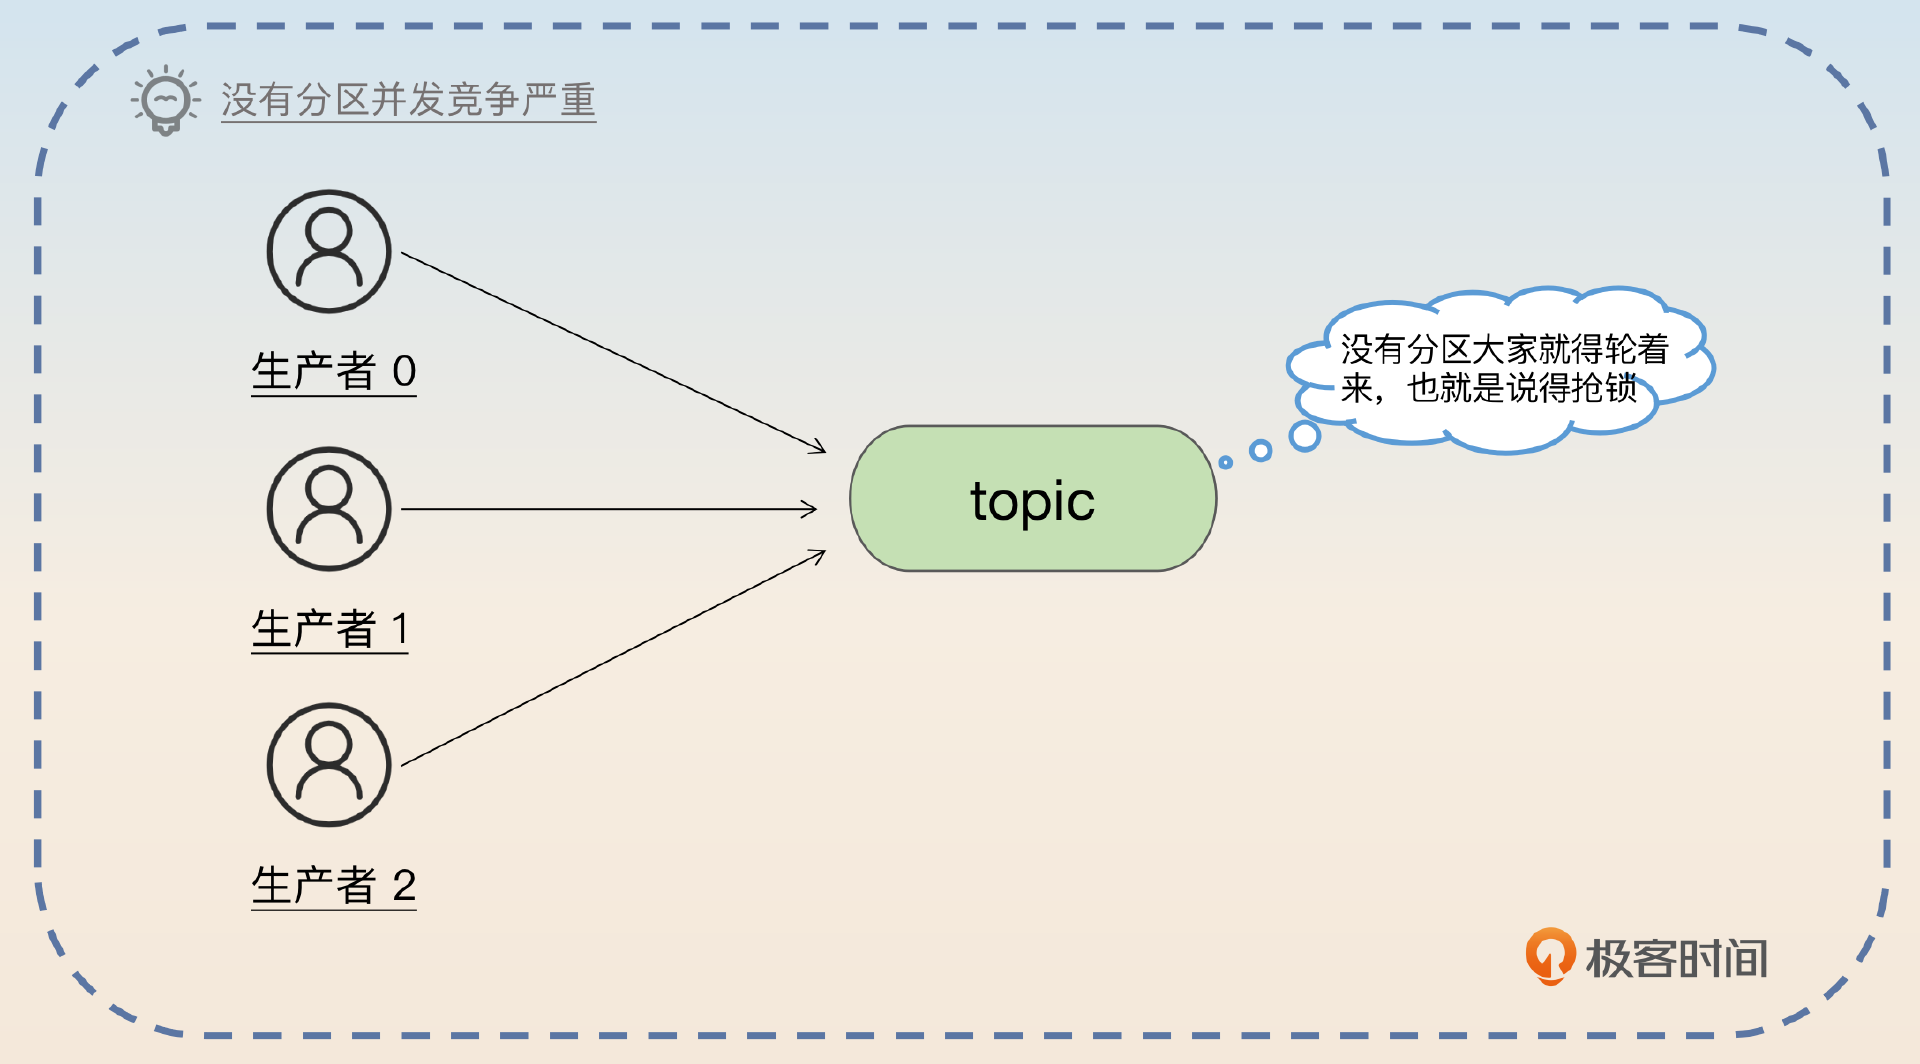 没有分区并发竞争严重
生产者 0
没有分区大家就得轮着
来，也就是说得抢锁
topic
生产者 1
生产者 2
极客时间